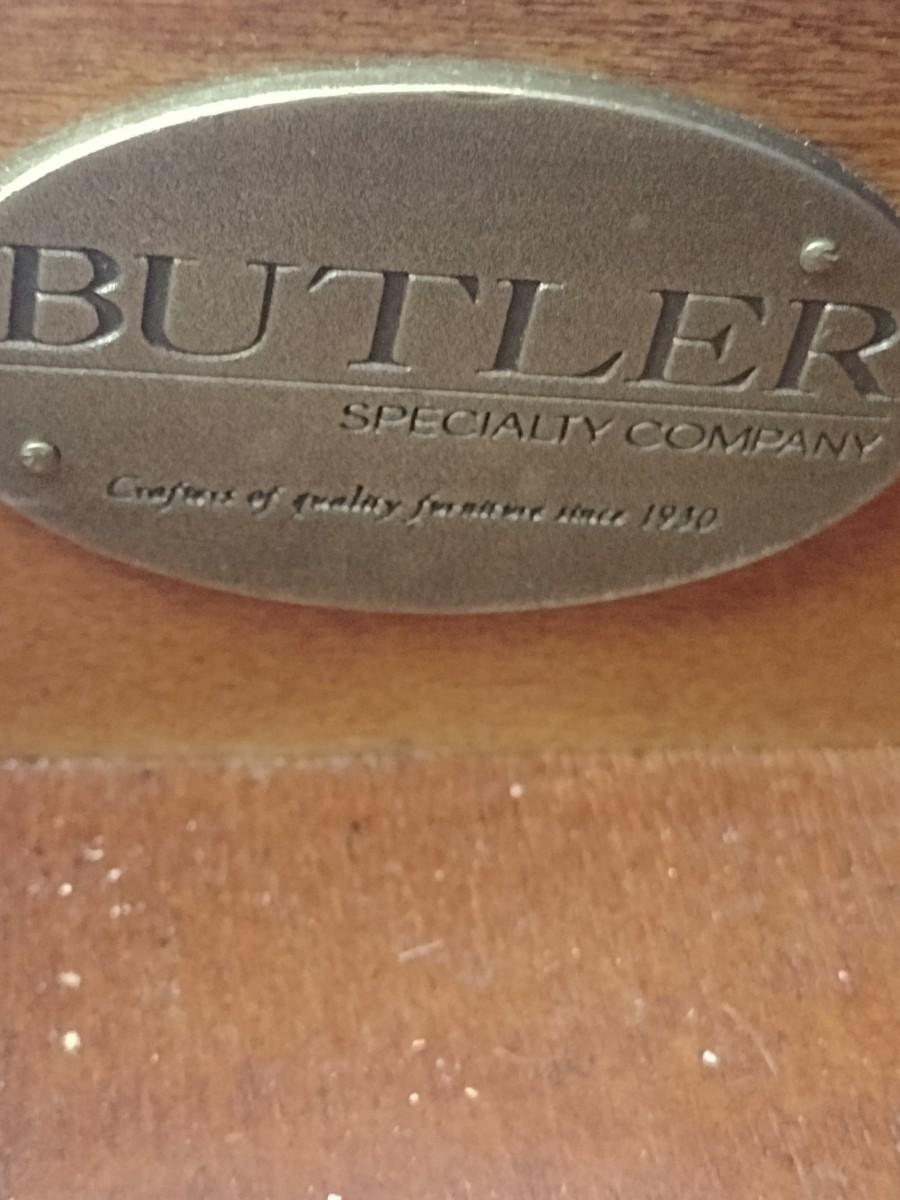 BUTLER
SPECIALTY COMPANY
Crafters of quality furniture since 1930